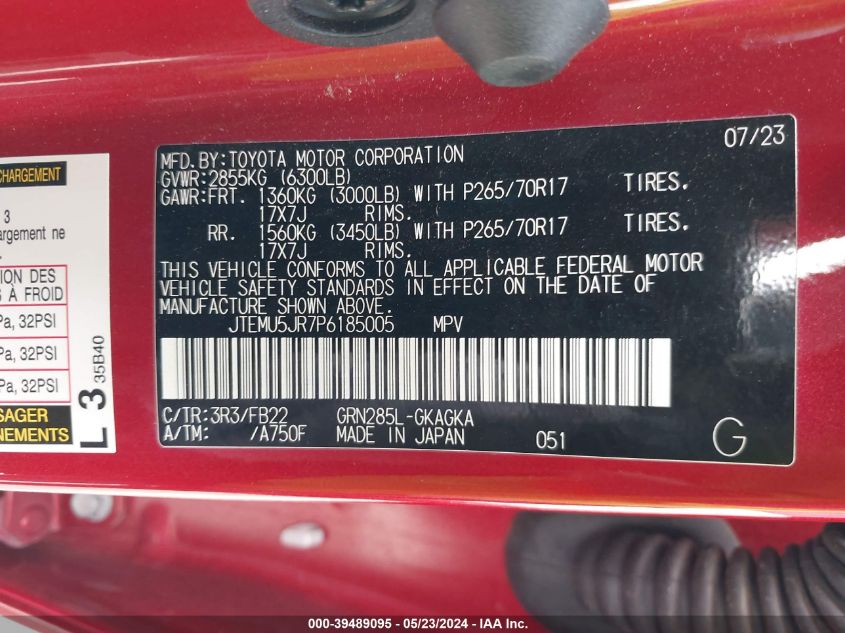 07/23
MFD.BY:TOYOTA MOTOR CORPORATION
GVWR:2855KG (6300LB)
GAWR:FRT. 1360KG (3000LB) WITH P265/70R17 TIRES.
17X7J RIMS.
RR. 1560KG (3450LB) WITH P265/70R17 TIRES.
17X7J RIMS.
THIS VEHICLE CONFORMS TO ALL APPLICABLE FEDERAL MOTOR
VEHICLE SAFETY STANDARDS IN EFFECT ON THE DATE OF
MANUFACTURE SHOWN ABOVE.
JTEMU5JR7P6185005 MPV
C/TR:3R3/FB22 GRN285L-GKAGKA
A/TM: /A750F MADE IN JAPAN 051 G
CHARGEMENT
3
argement ne
ION DES
S À FROID
Pa, 32PSI
Pa, 32PSI
Pa, 32PSI
SAGER
NEMENTS
L 3 35B40
000-39489095 - 05/23/2024 - IAA Inc.